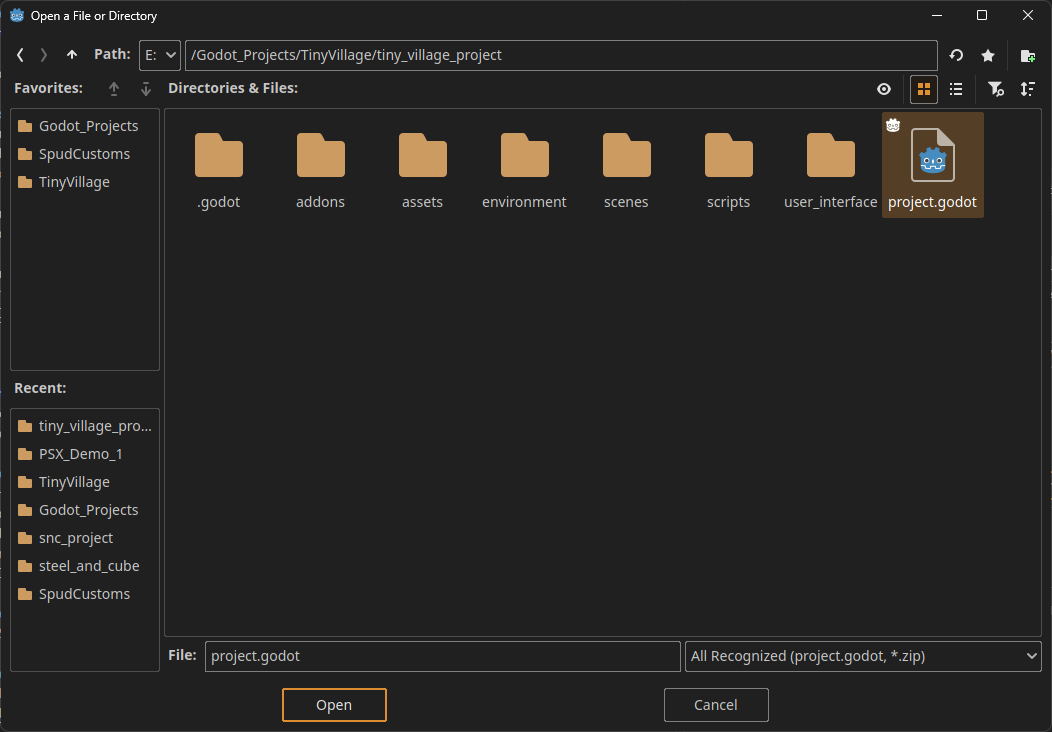 Open a File or Directory
Path: E: /Godot_Projects/TinyVillage/tiny_village_project
Favorites:
Directories & Files:
Godot_Projects
SpudCustoms
TinyVillage
.godot
addons
assets
environment
scenes
scripts
user_interface
project.godot
Recent:
tiny_village_pro...
PSX_Demo_1
TinyVillage
Godot_Projects
snc_project
steel_and_cube
SpudCustoms
File: project.godot
All Recognized (project.godot, *.zip)
Open
Cancel